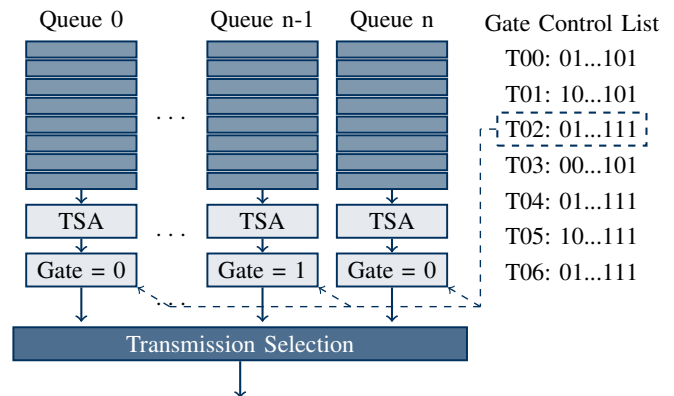 Queue 0 Queue n-1 Queue n Gate Control List
T00: 01...101
T01: 10...101
T02: 01...111
T03: 00...101
T04: 01...111
T05: 10...111
T06: 01...111
. . .
TSA . . . TSA TSA
Gate = 0 Gate = 1 Gate = 0
. . .
Transmission Selection